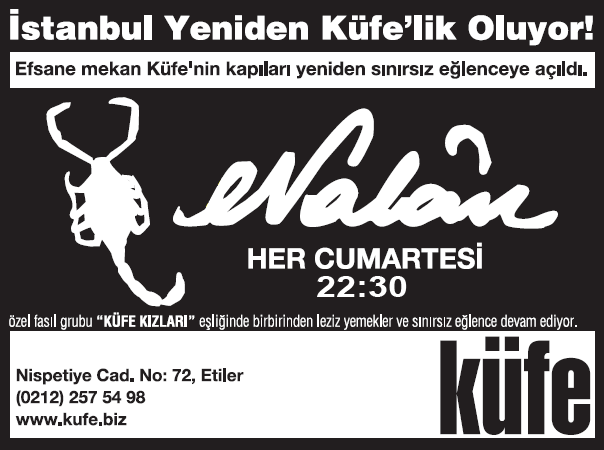 İstanbul Yeniden Küfe'lik Oluyor!
Efsane mekan Küfe'nin kapıları yeniden sınırsız eğlenceye açıldı.
Nalân
HER CUMARTESİ
22:30
özel fasıl grubu "KÜFE KIZLARI" eşliğinde birbirinden leziz yemekler ve sınırsız eğlence devam ediyor.
Nispetiye Cad. No: 72, Etiler
(0212) 257 54 98
www.kufe.biz
küfe